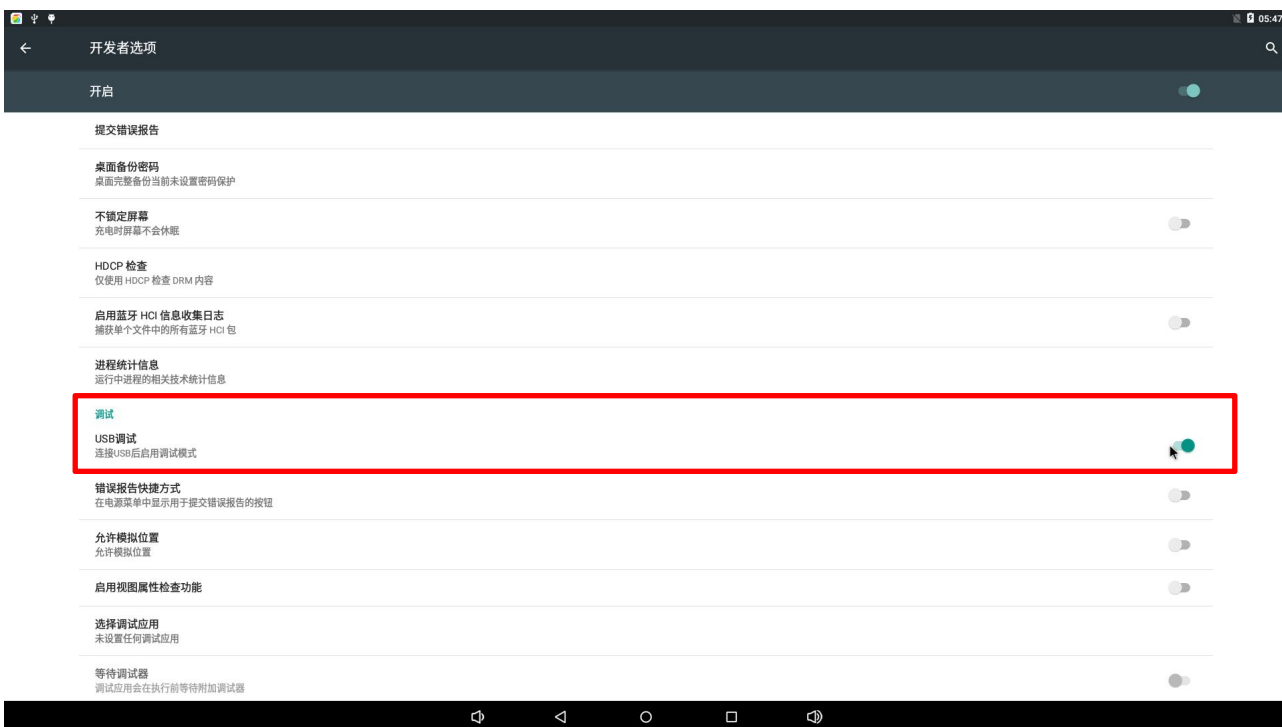 05:47
开发者选项
开启
提交错误报告
桌面备份密码
桌面完整备份当前未设置密码保护
不锁定屏幕
充电时屏幕不会休眠
HDCP 检查
仅使用 HDCP 检查 DRM 内容
启用蓝牙 HCI 信息收集日志
捕获单个文件中的所有蓝牙 HCI 包
进程统计信息
运行中进程的相关技术统计信息
调试
USB调试
连接USB后启用调试模式
错误报告快捷方式
在电源菜单中显示用于提交错误报告的按钮
允许模拟位置
允许模拟位置
启用视图属性检查功能
选择调试应用
未设置任何调试应用
等待调试器
调试应用会在执行前等待附加调试器